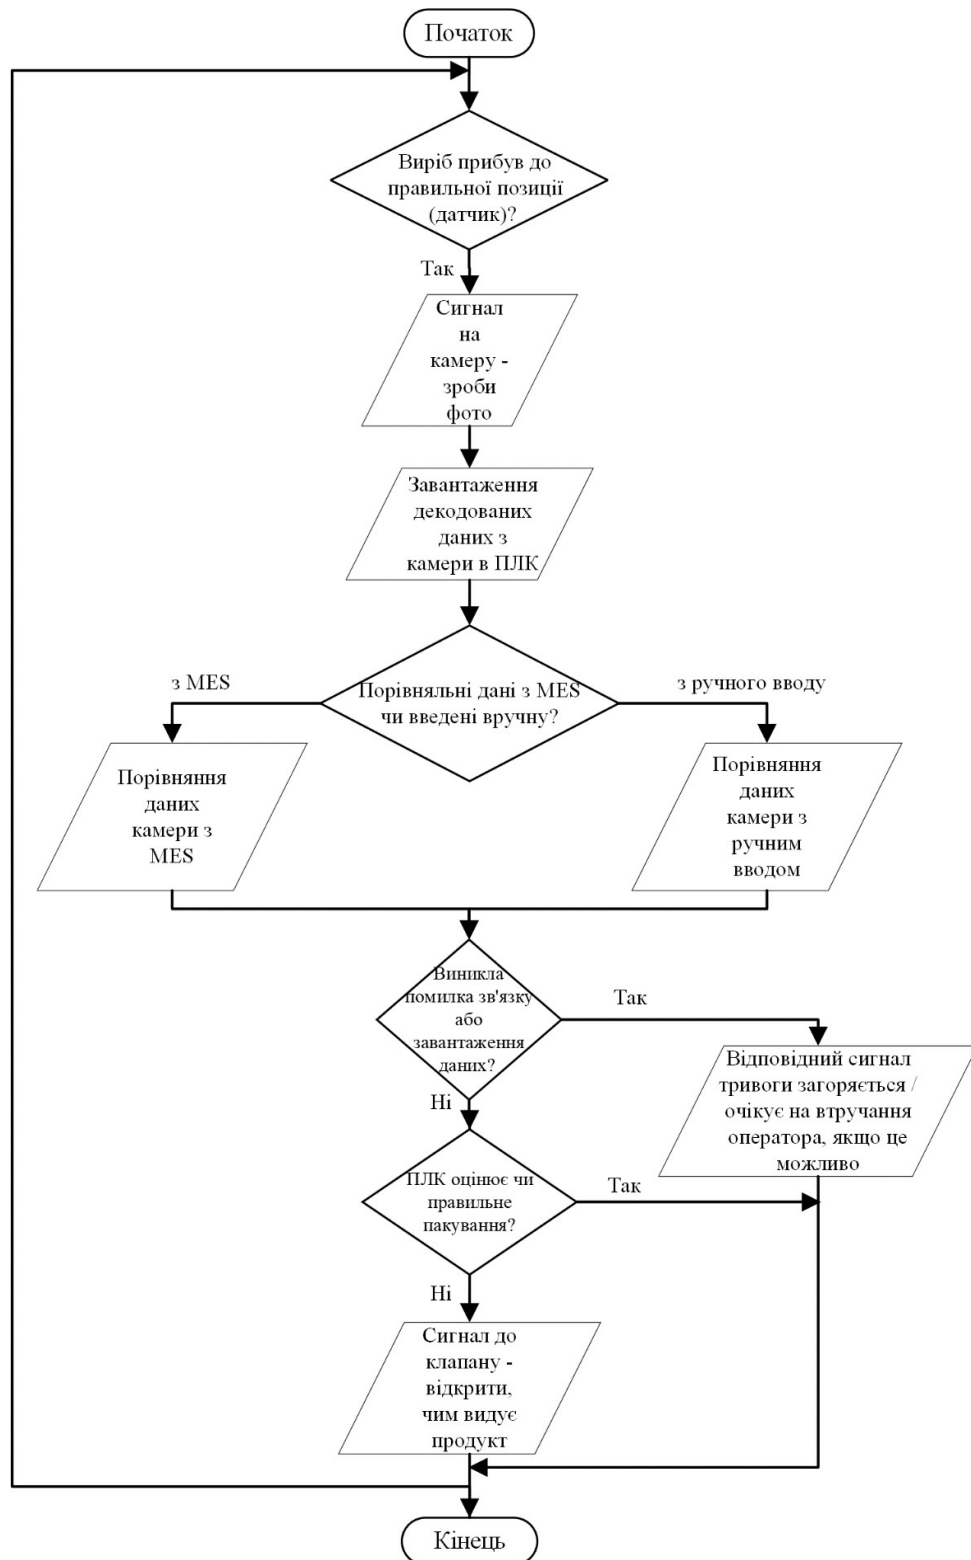 Початок
Виріб прибув до
правильної позиції
(датчик)?
Так
Сигнал
на
камеру -
зроби
фото
Завантаження
декодованих
даних з
камери в ПЛК
з MES
Порівняльні дані з MES
чи введені вручну?
з ручного вводу
Порівняння
даних
камери з
MES
Порівняння
даних
камери з
ручним
вводом
Виникла
помилка зв'язку
або
завантаження
даних?
Так
Відповідний сигнал
тривоги загоряється /
очікує на втручання
оператора, якщо це
можливо
Ні
ПЛК оцінює чи
правильне
пакування?
Так
Ні
Сигнал до
клапану -
відкрити,
чим видує
продукт
Кінець